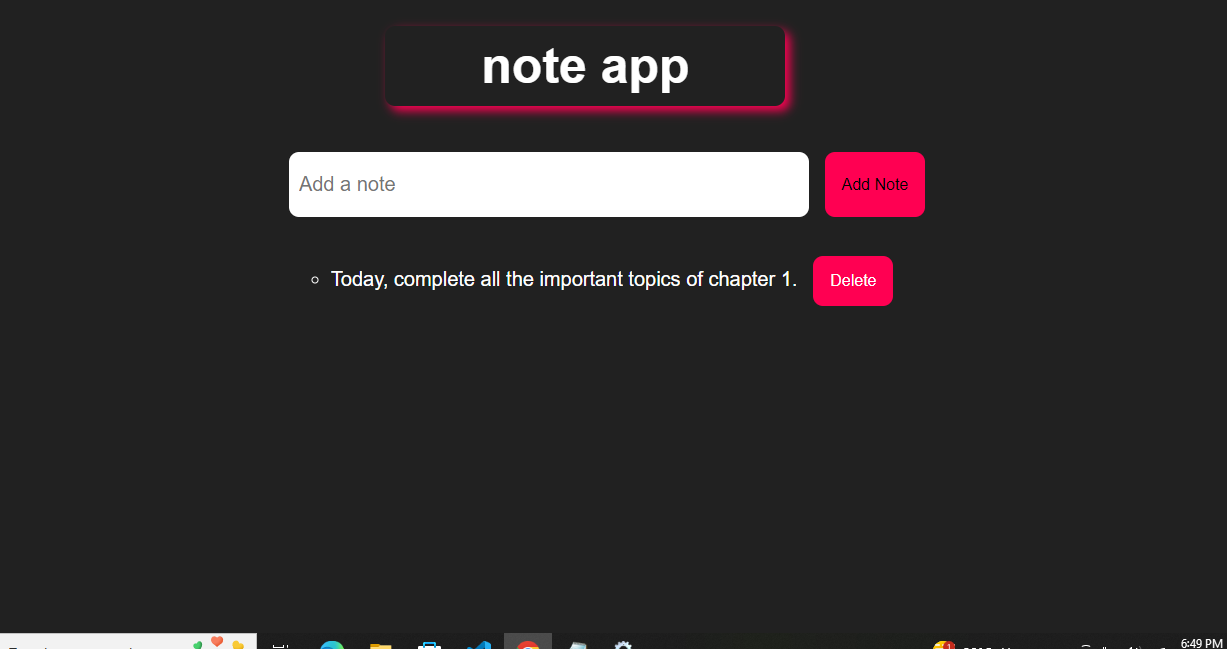 note app
Add a note
Add Note
Today, complete all the important topics of chapter 1.
Delete
6:49 PM